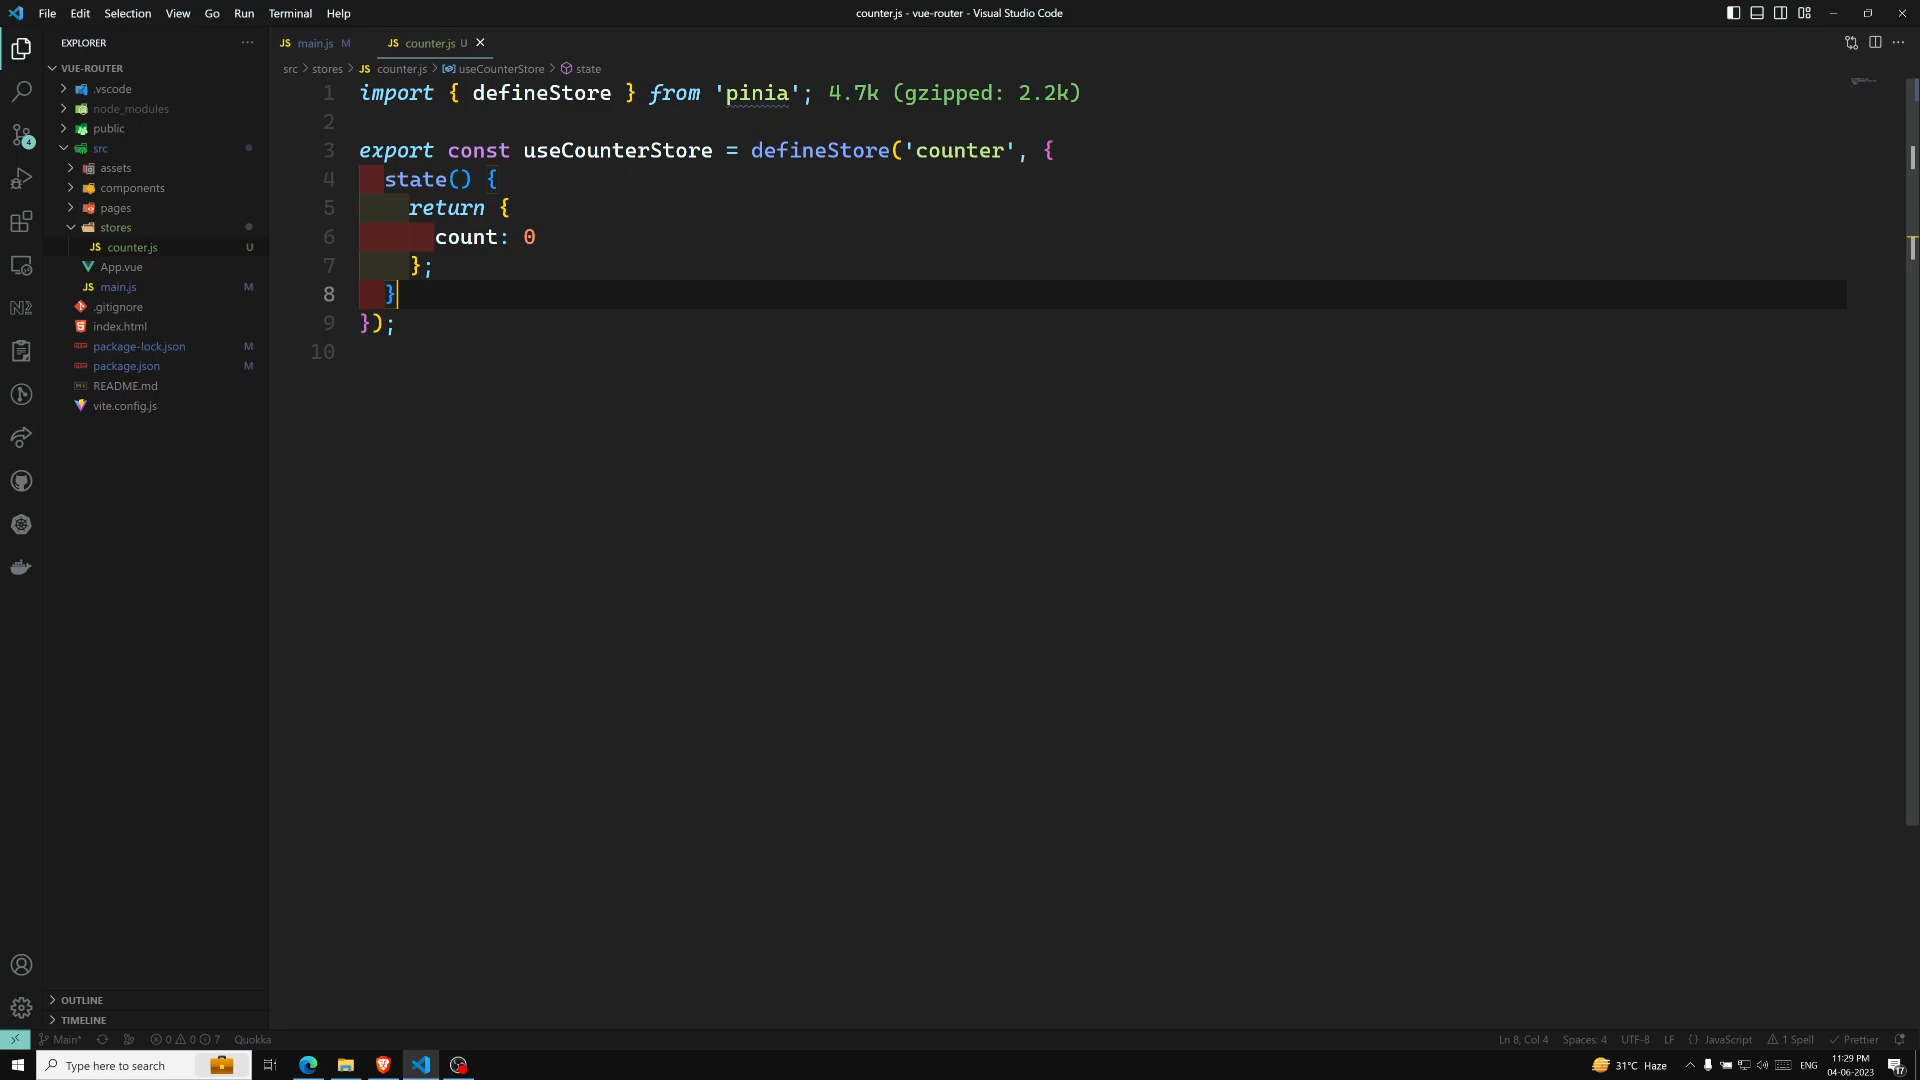 File Edit Selection View Go Run Terminal Help
counter.js - vue-router - Visual Studio Code
EXPLORER
VUE-ROUTER
.vscode
node_modules
public
src
assets
components
pages
stores
JS counter.js U
App.vue
JS main.js M
.gitignore
index.html
package-lock.json M
package.json M
README.md
vite.config.js
OUTLINE
TIMELINE
JS main.js M
JS counter.js U
src > stores > JS counter.js > useCounterStore > state
1 import { defineStore } from 'pinia'; 4.7k (gzipped: 2.2k)
2
3 export const useCounterStore = defineStore('counter', {
4 state() {
5 return {
6 count: 0
7 };
8 }
9 });
10
4
Main* 0 0 7 Quokka
Ln 8, Col 4 Spaces: 4 UTF-8 LF {} JavaScript 1 Spell Prettier
Type here to search
31°C Haze
ENG
11:29 PM
04-06-2023
17